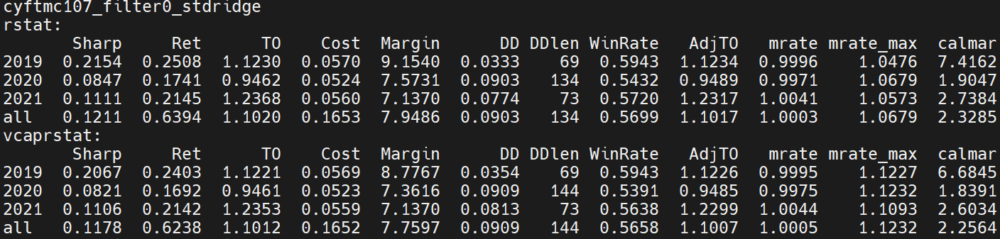 cyftmc107_filter0_stdridge
rstat:
Sharp Ret TO Cost Margin DD DDlen WinRate AdjTO mrate mrate_max calmar
2019 0.2154 0.2508 1.1230 0.0570 9.1540 0.0333 69 0.5943 1.1234 0.9996 1.0476 7.4162
2020 0.0847 0.1741 0.9462 0.0524 7.5731 0.0903 134 0.5432 0.9489 0.9971 1.0679 1.9047
2021 0.1111 0.2145 1.2368 0.0560 7.1370 0.0774 73 0.5720 1.2317 1.0041 1.0573 2.7384
all 0.1211 0.6394 1.1020 0.1653 7.9486 0.0903 134 0.5699 1.1017 1.0003 1.0679 2.3285
vcaprstat:
Sharp Ret TO Cost Margin DD DDlen WinRate AdjTO mrate mrate_max calmar
2019 0.2067 0.2403 1.1221 0.0569 8.7767 0.0354 69 0.5943 1.1226 0.9995 1.1227 6.6845
2020 0.0821 0.1692 0.9461 0.0523 7.3616 0.0909 144 0.5391 0.9485 0.9975 1.1232 1.8391
2021 0.1106 0.2142 1.2353 0.0559 7.1370 0.0813 73 0.5638 1.2299 1.0044 1.1093 2.6034
all 0.1178 0.6238 1.1012 0.1652 7.7597 0.0909 144 0.5658 1.1007 1.0005 1.1232 2.2564